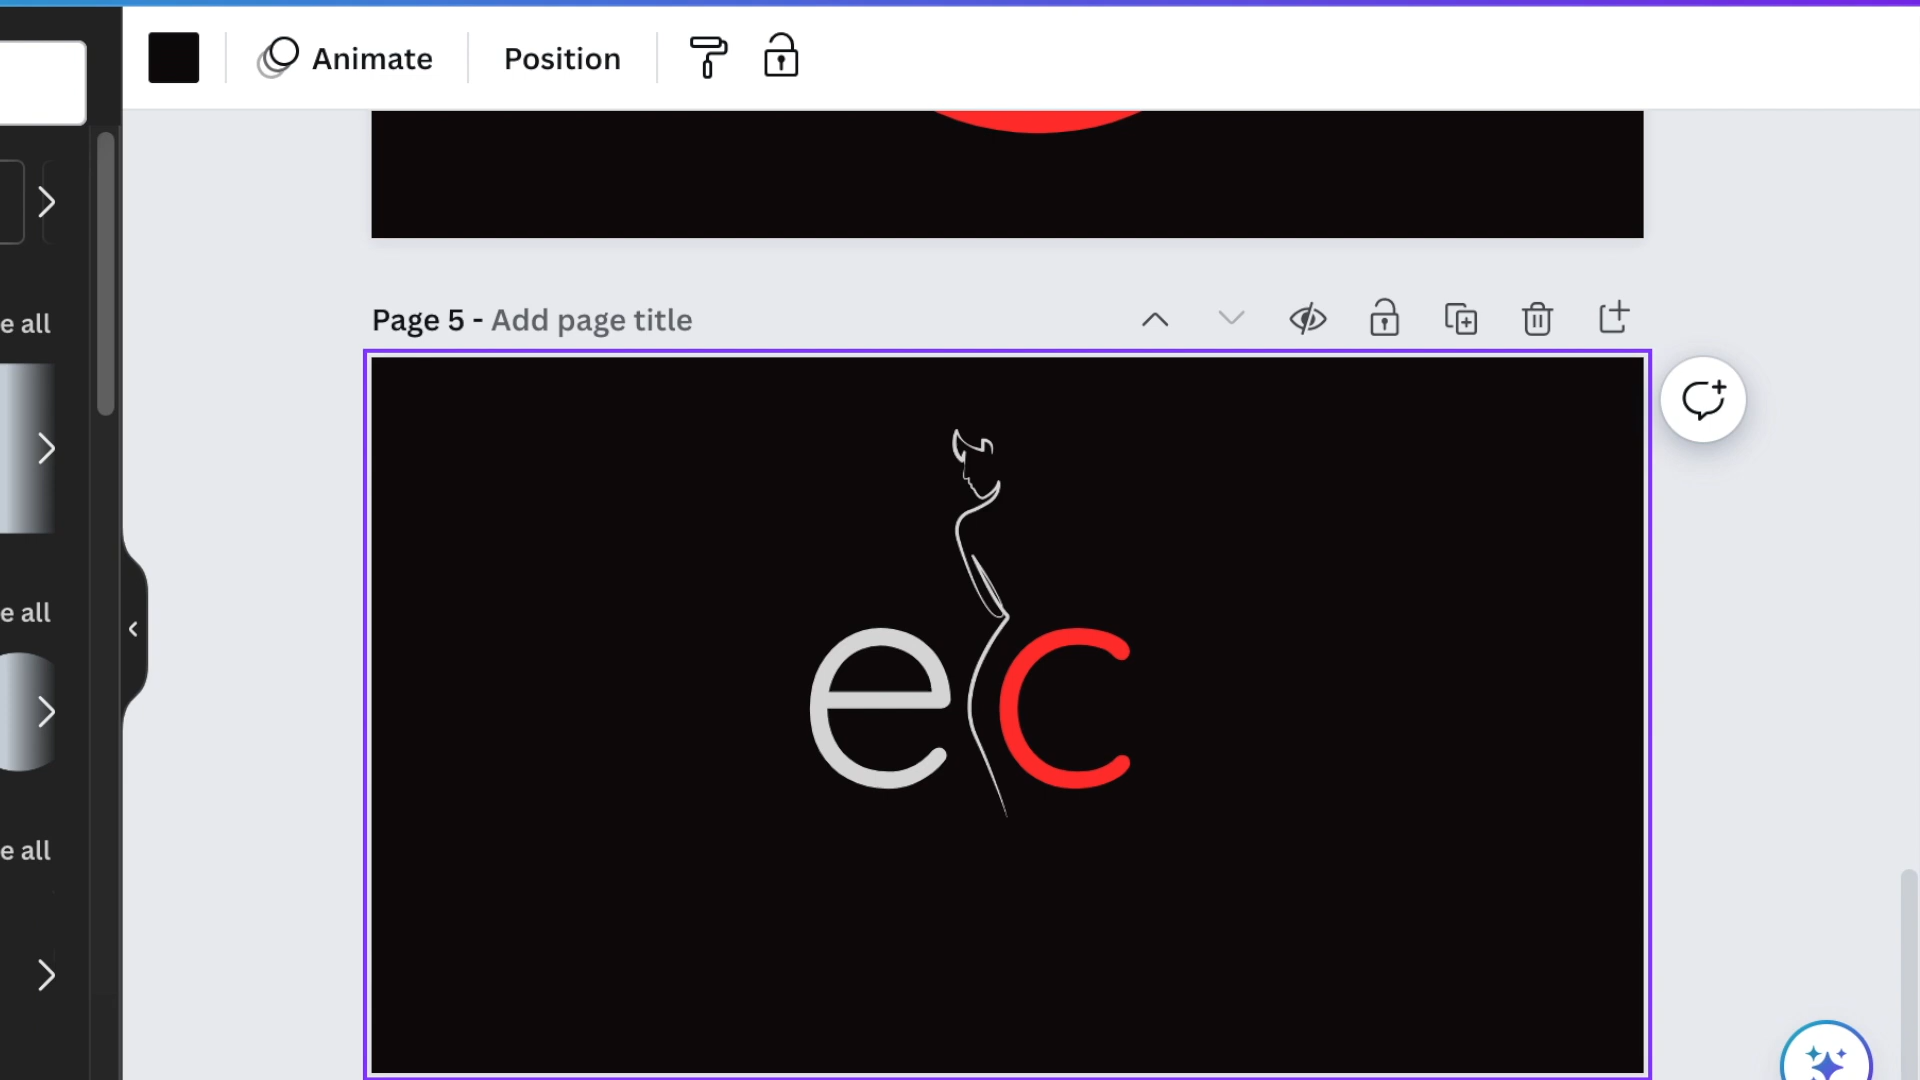 Animate
Position
Page 5 - Add page title
e all
e all
e all
ec